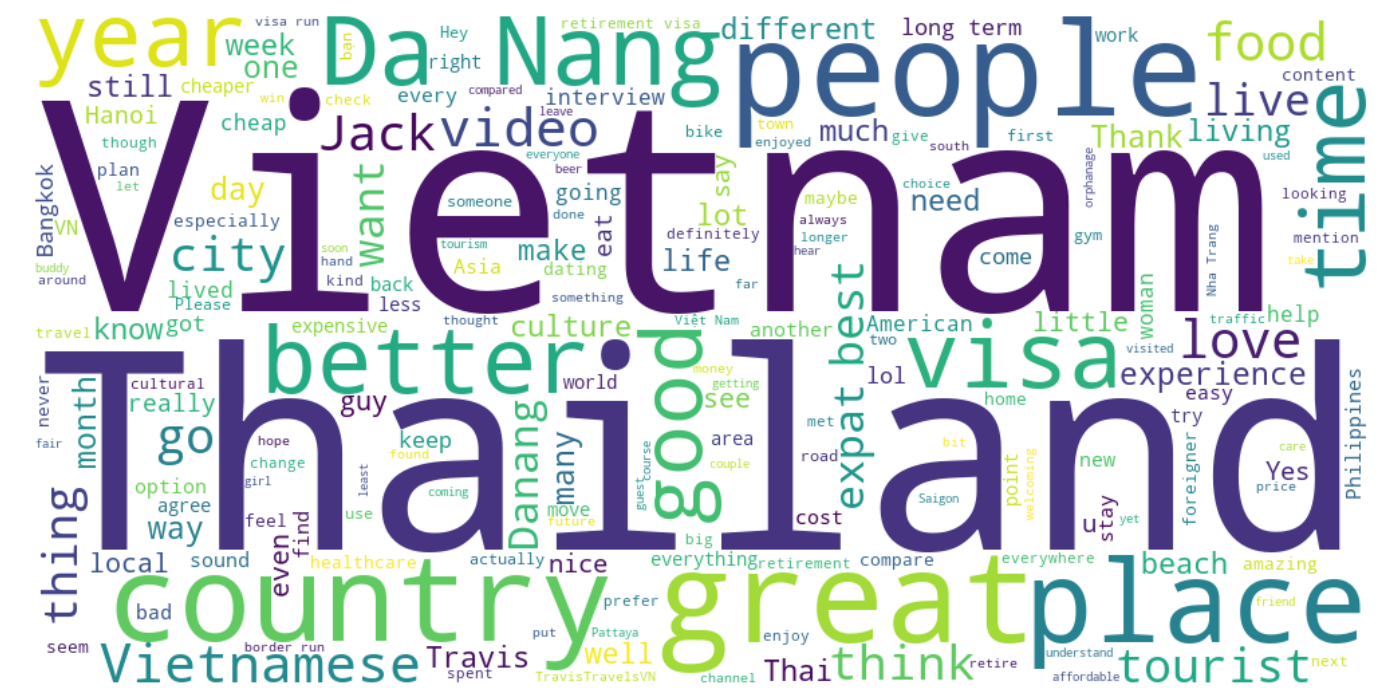 year
visa run
bạn
Da Nang
Hey
retirement visa
different
long term
work
food
week
one
right
people
content
still
cheaper
win
check
every
compared
interview
leave
live
time
Hanoi
cheap
Jack
video
bike
town
enjoyed
much
give
first
Thank
living
used
though
south
Vietnam
everyone
beer
plan
let
day
want
going
say
maybe
choice
need
orphanage
looking
Bangkok
VN
especially
someone
done
eat
lot
always
definitely
longer
hear
gym
mention
city
soon
hand
tourism
make
life
come
Nha Trang
take
buddy
around
kind
Asia
dating
far
lived
back
Please
less
something
woman
travel
know
got
expensive
thought
culture
Việt Nam
another
American
little
traffic
help
better
good
expat best
two
visa
visited
love
never
month
cultural
world
money
getting
lol
experience
really
guy
see
home
easy
Philippines
Thailand
go
Danang
many
met
try
fair
hope
keep
found
area
bit
care
change
girl
course
couple
road
point
welcoming
new
foreigner
Yes
price
thing
option
least
coming
guest
Saigon
agree
use
move
future
cost
u
stay
yet
way
feel
find
big
local
sound
even
healthcare
actually
nice
everything
retirement
compare
everywhere
beach
amazing
country
great
place
bad
prefer
friend
seem
border run
put
Pattaya
enjoy
understand
Vietnamese
Travis
spent
well
TravisTravelsVN
channel
Thai
think
retire
affordable
tourist
next